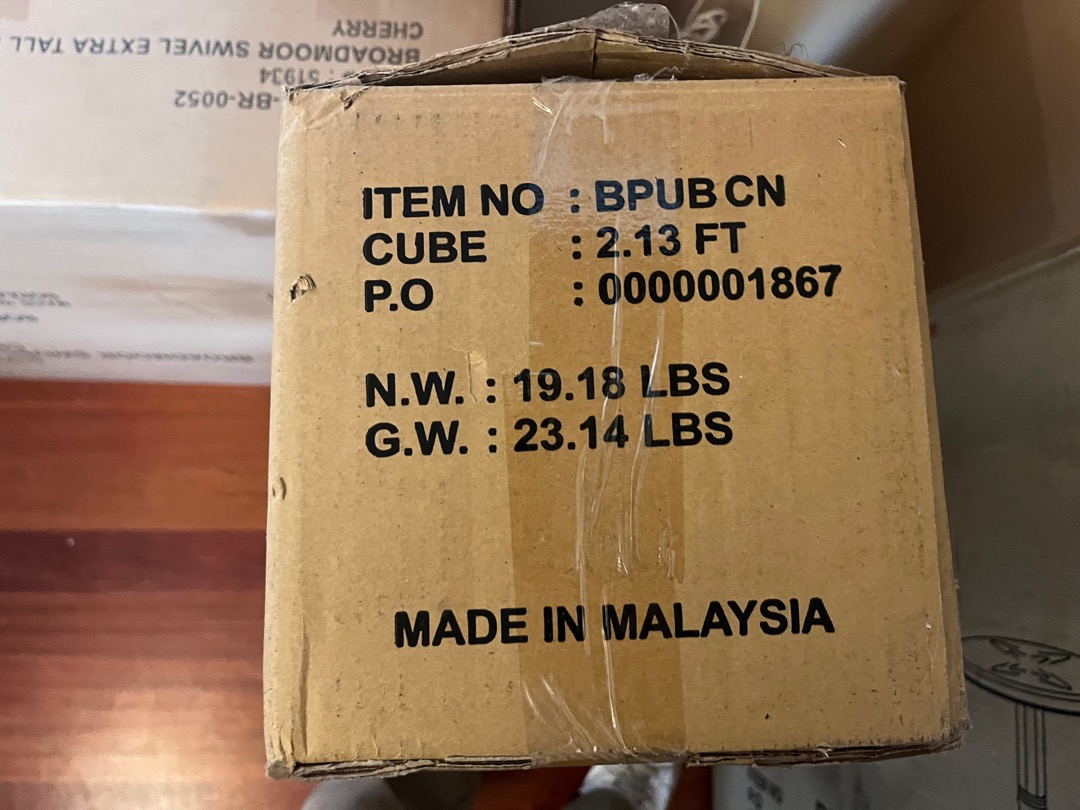 CHERRY
BROADMOOR SWIVEL EXTRA TALL
51934
-BR-0052
ITEM NO : BPUB CN
CUBE : 2.13 FT
P.O : 0000001867
N.W. : 19.18 LBS
G.W. : 23.14 LBS
MADE IN MALAYSIA